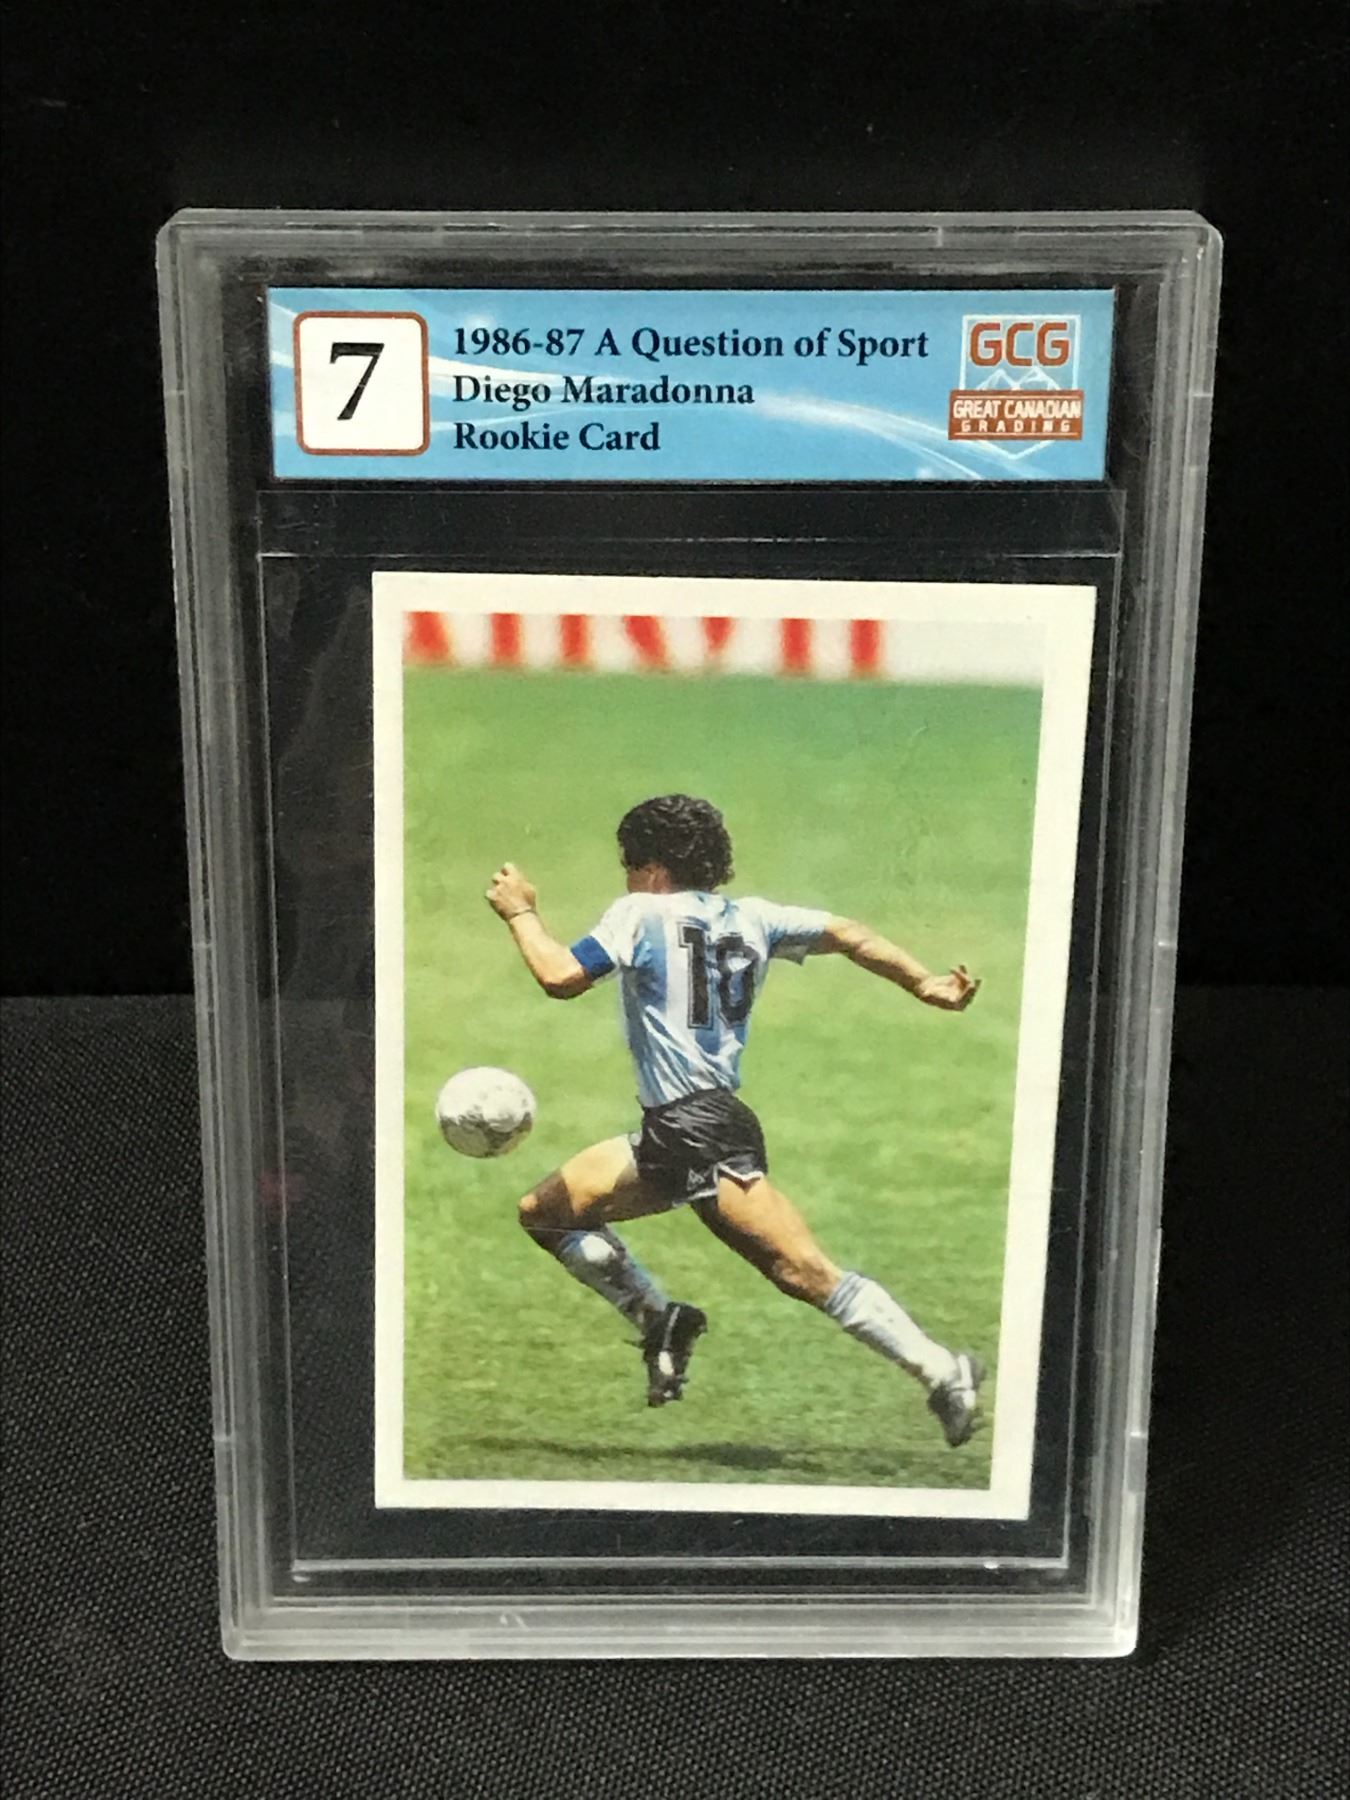 7
1986-87 A Question of Sport
Diego Maradonna
Rookie Card
GCG
GREAT CANADIAN
GRADING
10